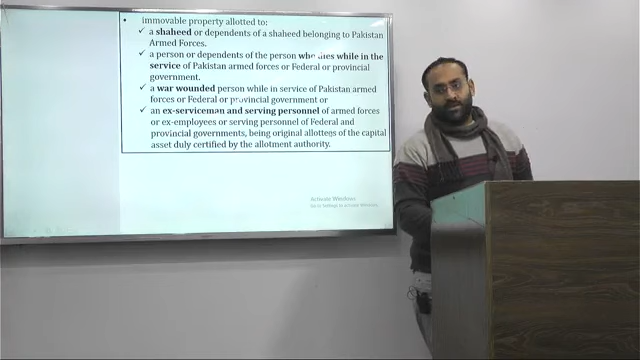 • immovable property allotted to:
✓ a shaheed or dependents of a shaheed belonging to Pakistan
Armed Forces.
✓ a person or dependents of the person who dies while in the
service of Pakistan armed forces or Federal or provincial
government.
✓ a war wounded person while in service of Pakistan armed
forces or Federal or provincial government or
✓ an ex-serviceman and serving personnel of armed forces
or ex-employees or serving personnel of Federal and
provincial governments, being original allottees of the capital
asset duly certified by the allotment authority.
Activate Windows
Go to Settings to activate Windows.